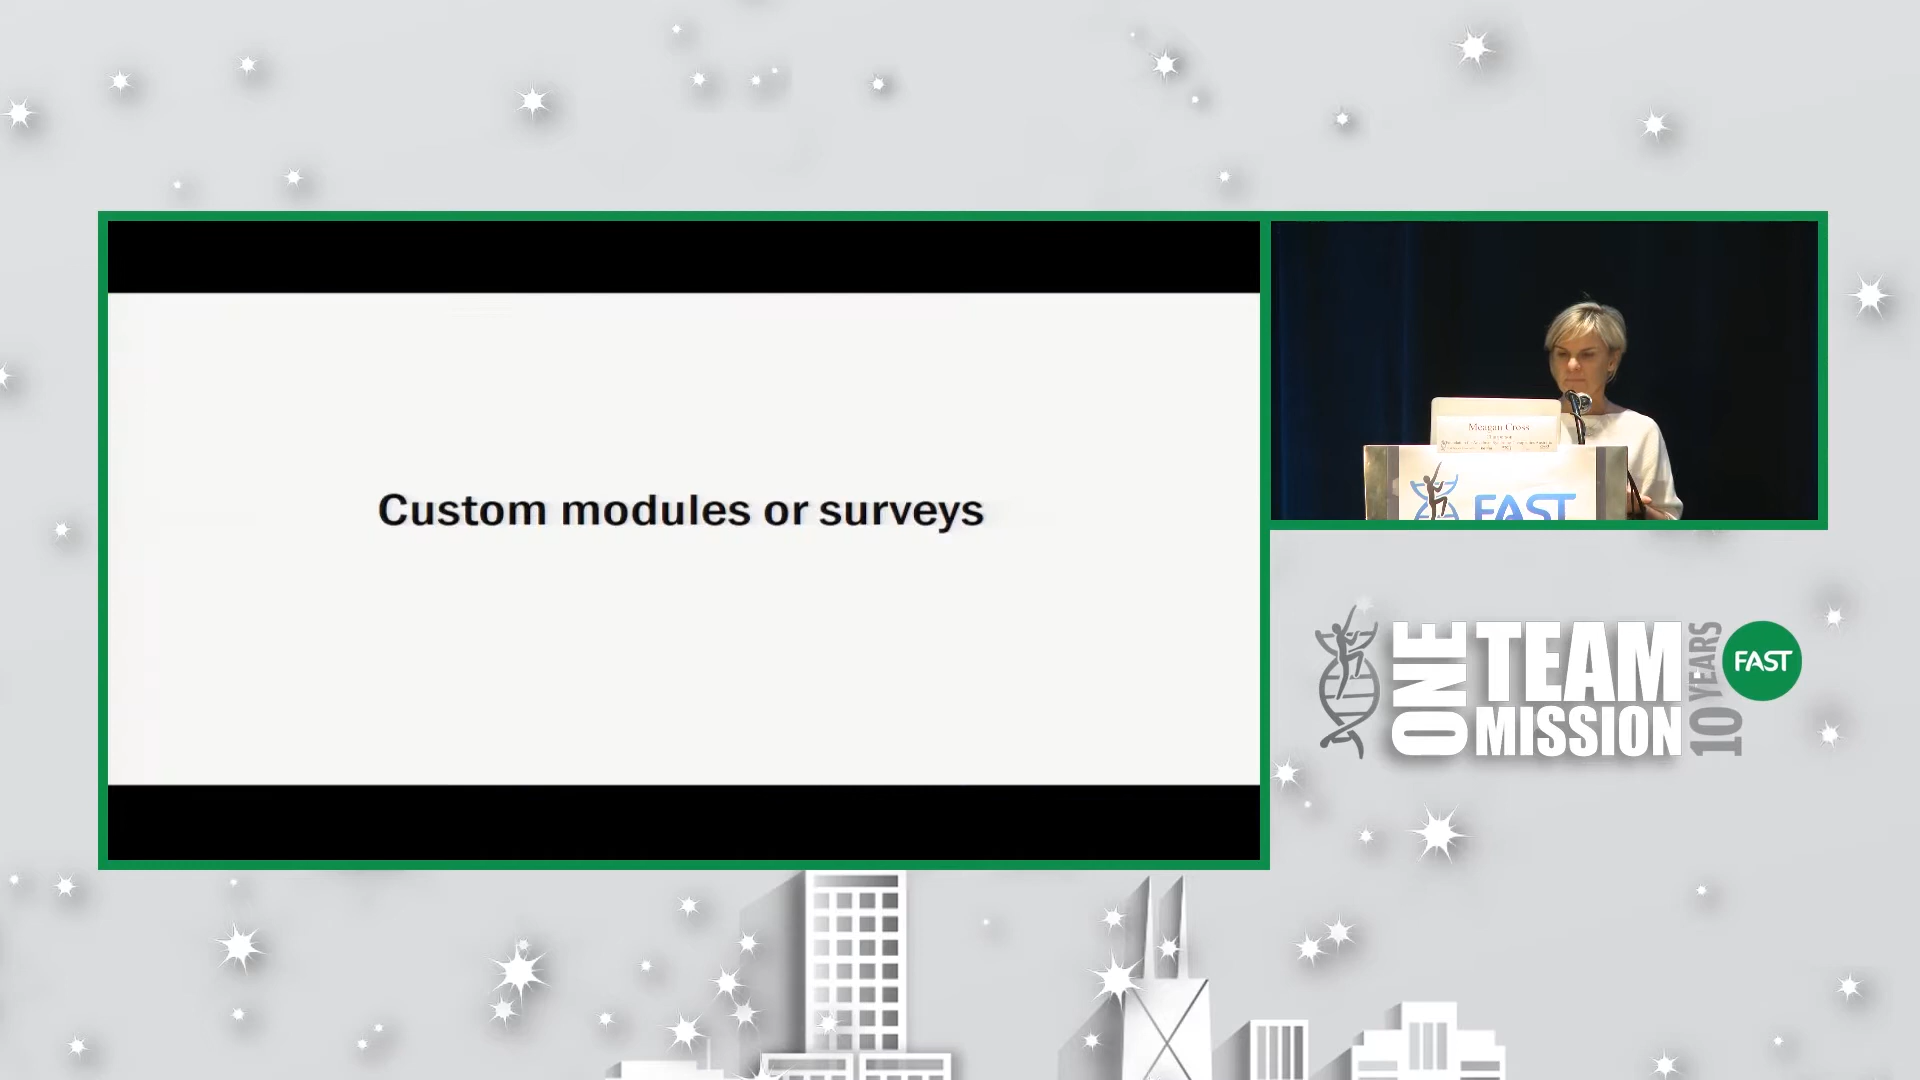 Custom modules or surveys
Meagan Cross
FAST
ONE
TEAM
MISSION
10 YEARS
FAST